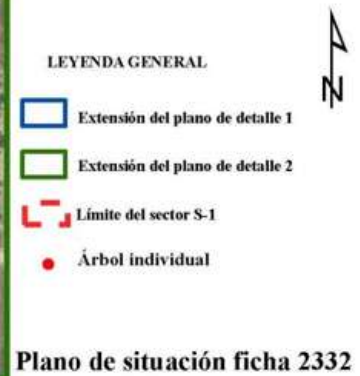 N
LEYENDA GENERAL
Extensión del plano de detalle 1
Extensión del plano de detalle 2
Límite del sector S-1
Árbol individual
Plano de situación ficha 2332